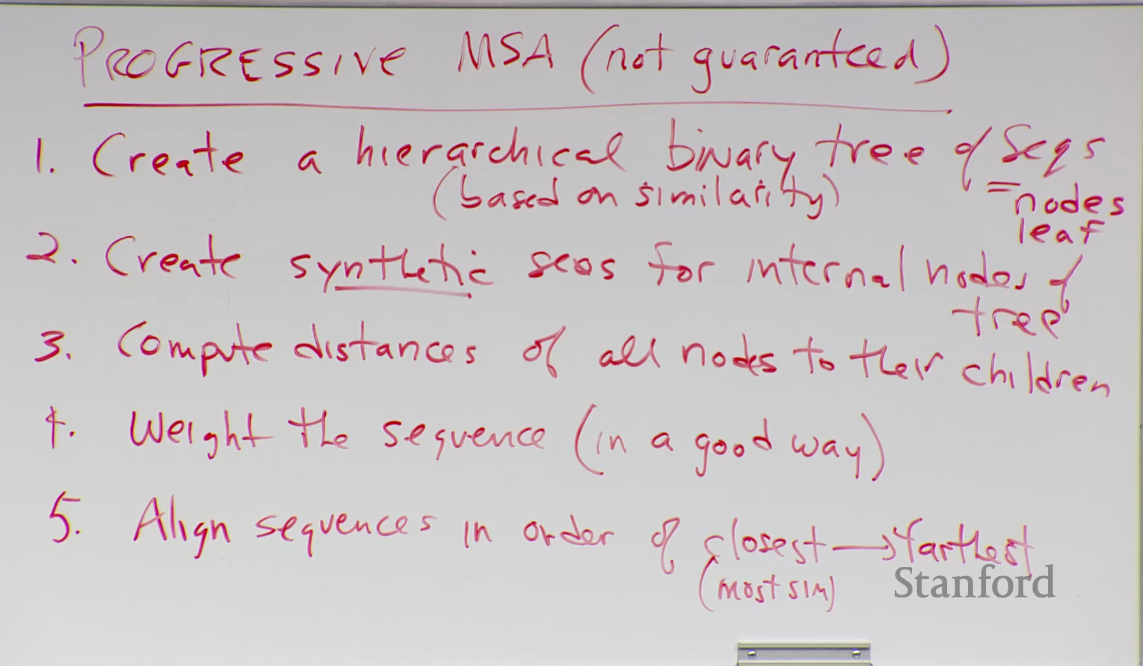 PROGRESSIVE MSA (not guaranteed)
1. Create a hierarchical binary tree of Seqs
(based on similarity) = nodes
leaf
2. Create synthetic seqs for internal nodes of
tree
3. Compute distances of all nodes to their children
4. Weight the sequence (in a good way)
5. Align sequences in order of closest → farthest
(most sim)
Stanford